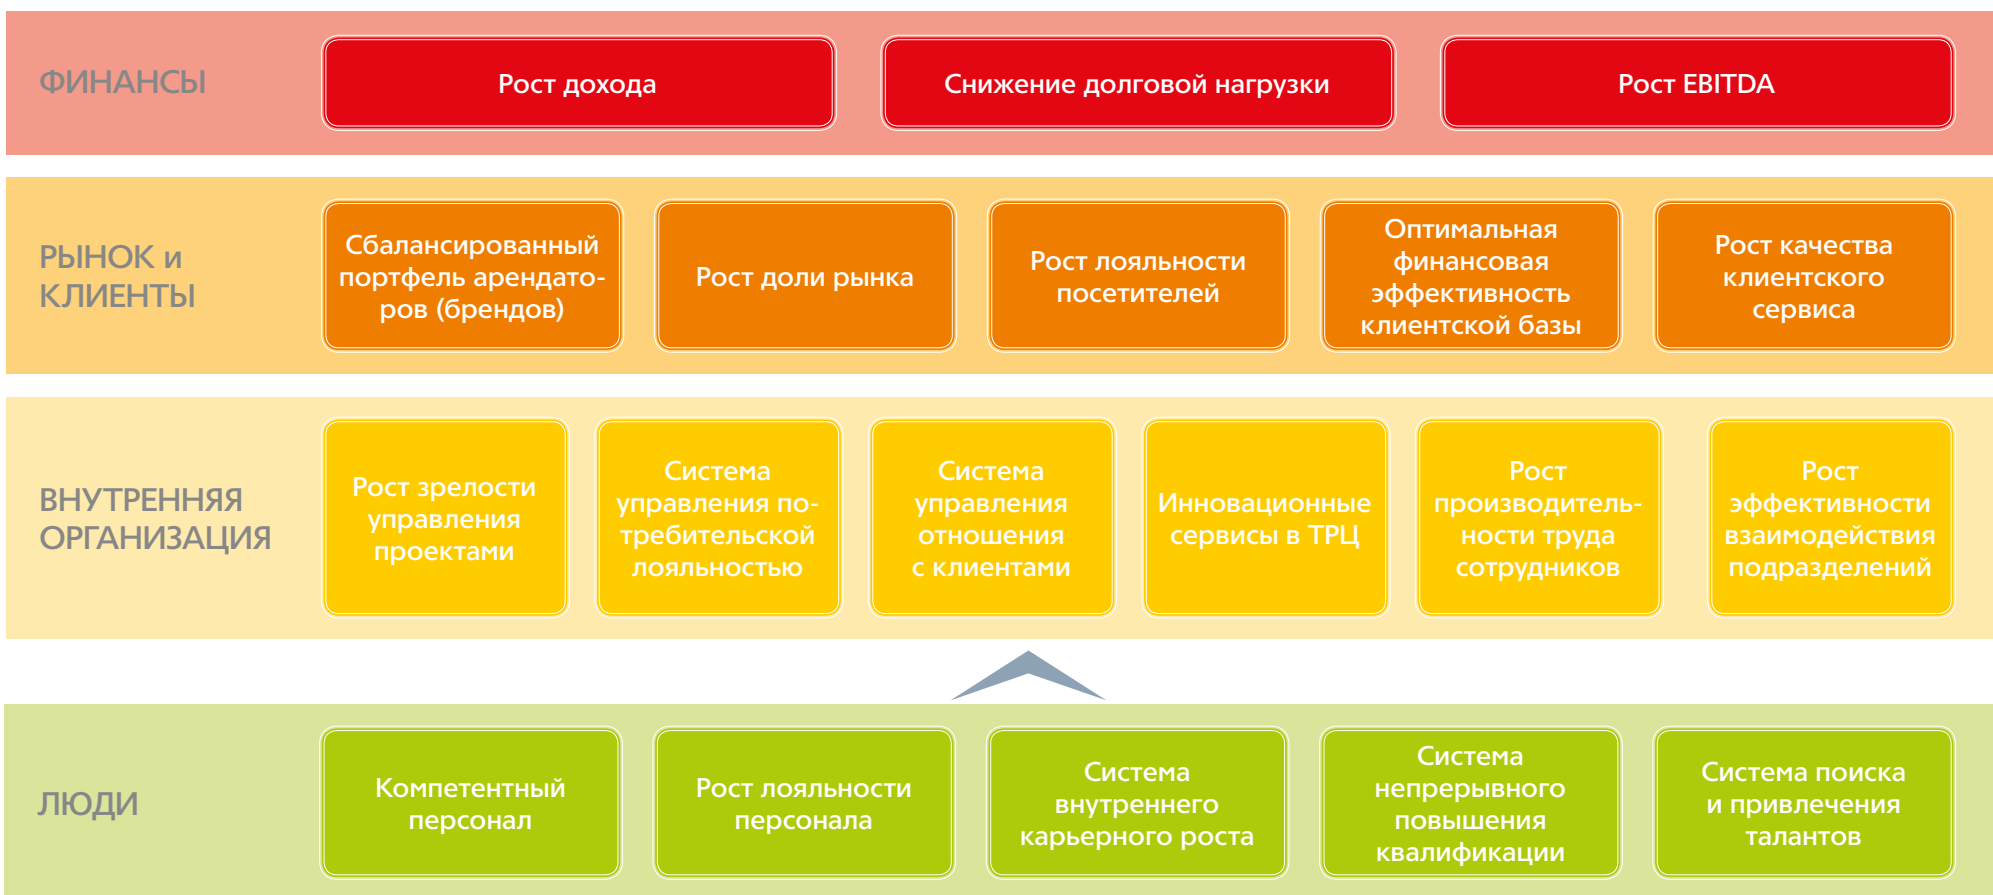 ФИНАНСЫ
Рост дохода
Снижение долговой нагрузки
Рост EBITDA
РЫНОК и
КЛИЕНТЫ
Сбалансированный
портфель арендато-
ров (брендов)
Рост доли рынка
Рост лояльности
посетителей
Оптимальная
финансовая
эффективность
клиентской базы
Рост качества
клиентского
сервиса
ВНУТРЕННЯЯ
ОРГАНИЗАЦИЯ
Рост зрелости
управления
проектами
Система
управления по-
требительской
лояльностью
Система
управления
отношения
с клиентами
Инновационные
сервисы в ТРЦ
Рост
производитель-
ности труда
сотрудников
Рост
эффективности
взаимодействия
подразделений
ЛЮДИ
Компетентный
персонал
Рост лояльности
персонала
Система
внутреннего
карьерного роста
Система
непрерывного
повышения
квалификации
Система поиска
и привлечения
талантов